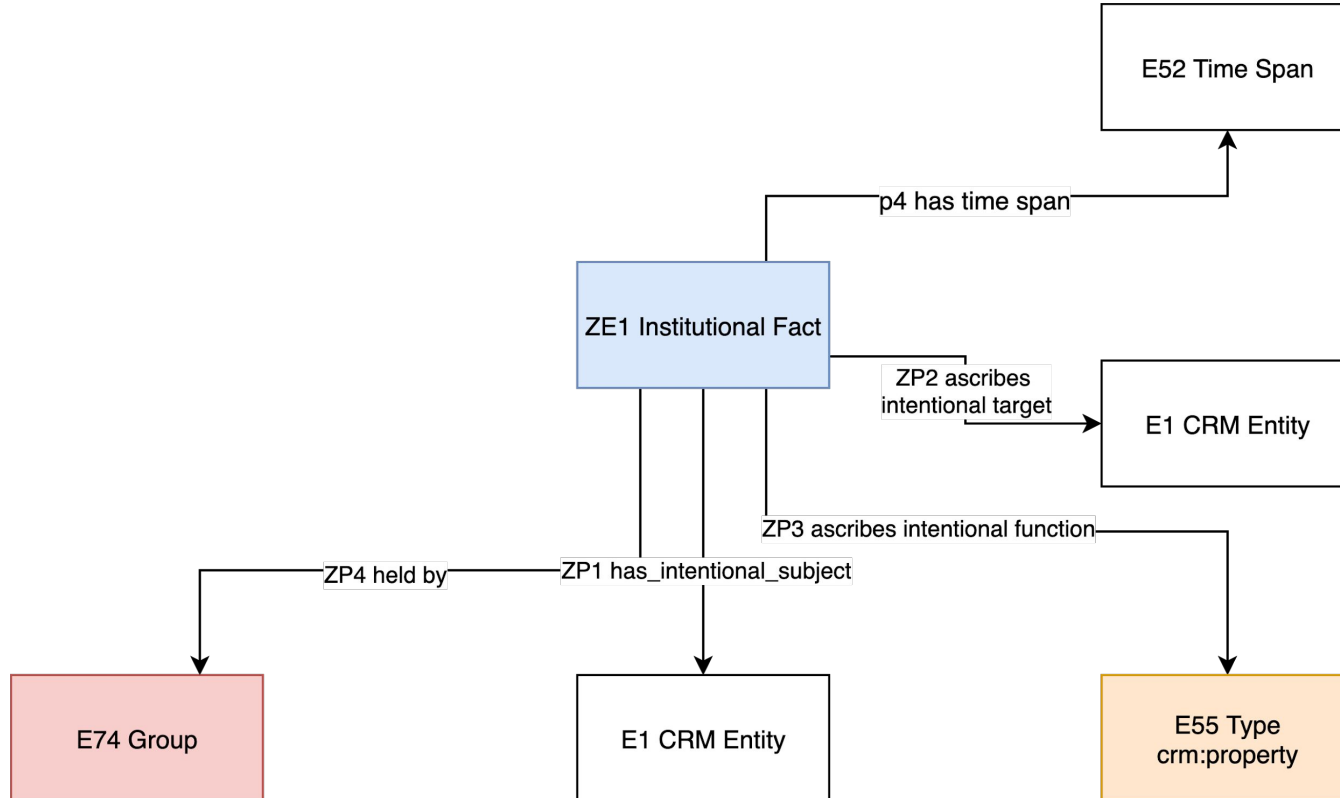 E52 Time Span
p4 has time span
ZE1 Institutional Fact
ZP2 ascribes
intentional target
E1 CRM Entity
ZP3 ascribes intentional function
ZP1 has_intentional_subject
ZP4 held by
E74 Group
E1 CRM Entity
E55 Type
crm:property